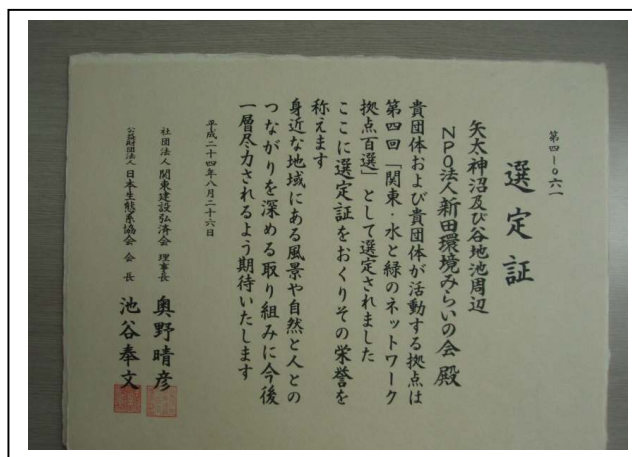 第四-〇六一
選定証
矢太神沼及び谷地池周辺
NPO法人新田環境みらいの会 殿
貴団体および貴団体が活動する拠点は
第四回「関東・水と緑のネットワーク
拠点百選」として選定されました
ここに選定証をおくりその栄誉を
称えます
身近な地域にある風景や自然と人との
つながりを深める取り組みに今後
一層尽力されるよう期待いたします
平成二十四年八月二十六日
社団法人 関東建設弘済会 理事長 奥野晴彦
公益財団法人 日本生態系協会 会長 池谷奉文